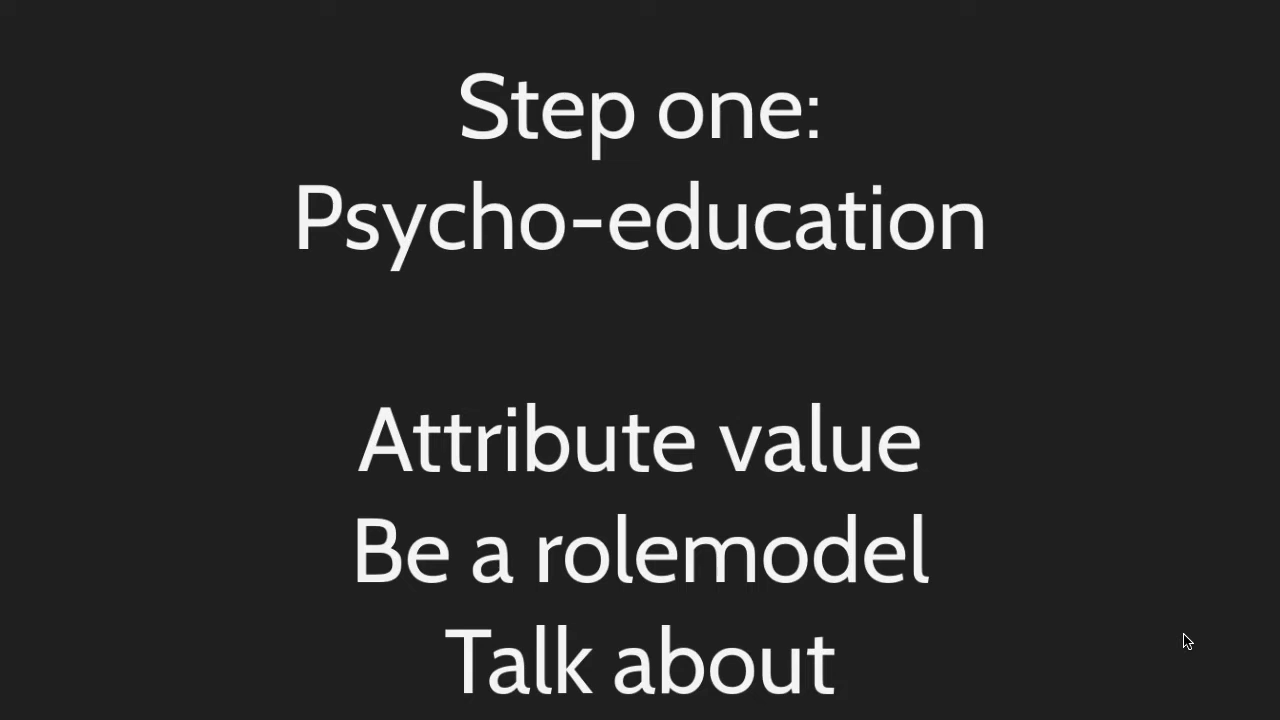 Step one:
Psycho-education
Attribute value
Be a rolemodel
Talk about